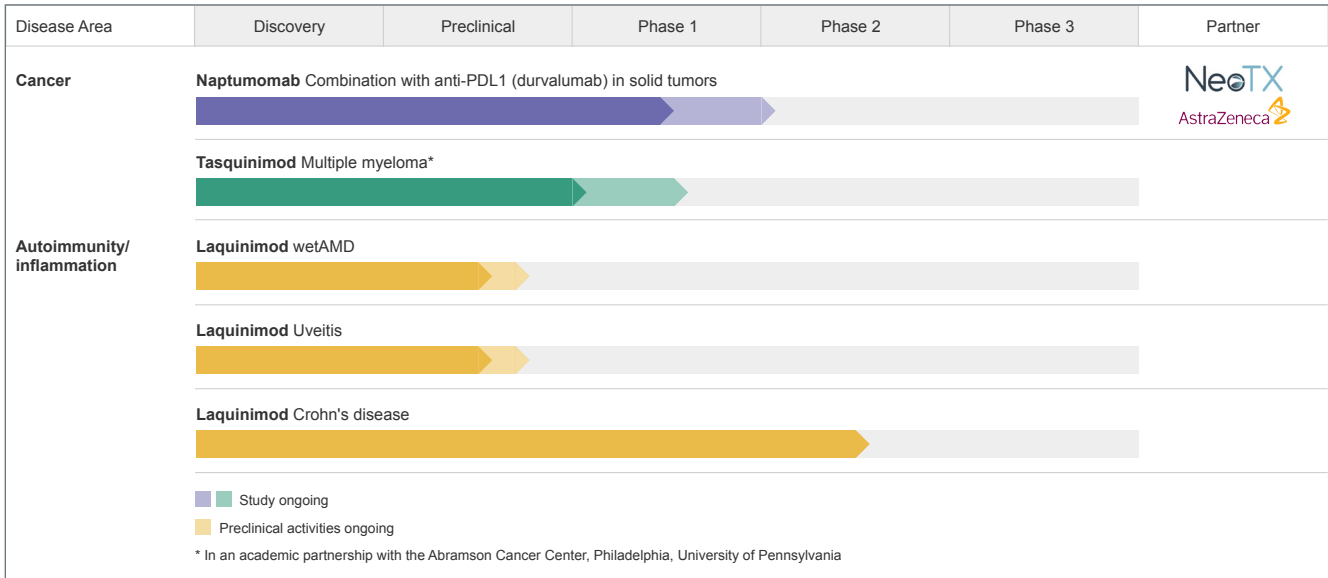 Disease Area Discovery Preclinical Phase 1 Phase 2 Phase 3 Partner
Cancer
Naptumomab Combination with anti-PDL1 (durvalumab) in solid tumors
NeoTX
AstraZeneca
Tasquinimod Multiple myeloma*
Autoimmunity/
inflammation
Laquinimod wetAMD
Laquinimod Uveitis
Laquinimod Crohn's disease
Study ongoing
Preclinical activities ongoing
* In an academic partnership with the Abramson Cancer Center, Philadelphia, University of Pennsylvania